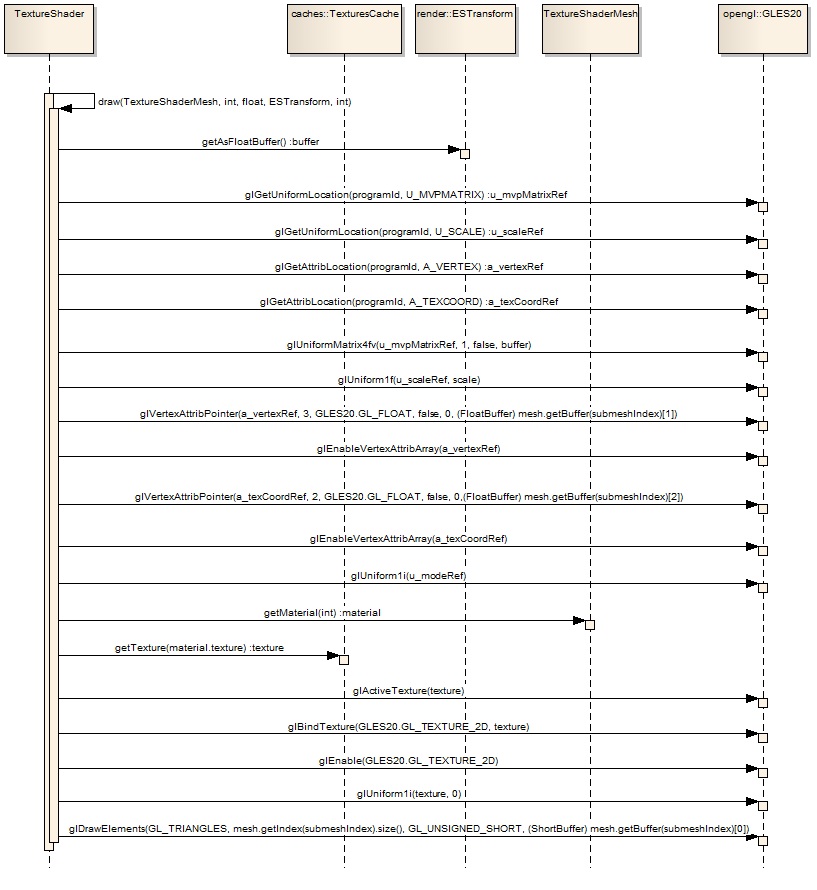 TextureShader
caches::TexturesCache
render::ESTransform
TextureShaderMesh
opengl::GLES20
draw(TextureShaderMesh, int, float, ESTransform, int)
getAsFloatBuffer() :buffer
glGetUniformLocation(programId, U_MVPMATRIX) :u_mvpMatrixRef
glGetUniformLocation(programId, U_SCALE) :u_scaleRef
glGetAttribLocation(programId, A_VERTEX) :a_vertexRef
glGetAttribLocation(programId, A_TEXCOORD) :a_texCoordRef
glUniformMatrix4fv(u_mvpMatrixRef, 1, false, buffer)
glUniform1f(u_scaleRef, scale)
glVertexAttribPointer(a_vertexRef, 3, GLES20.GL_FLOAT, false, 0, (FloatBuffer) mesh.getBuffer(submeshIndex)[1])
glEnableVertexAttribArray(a_vertexRef)
glVertexAttribPointer(a_texCoordRef, 2, GLES20.GL_FLOAT, false, 0,(FloatBuffer) mesh.getBuffer(submeshIndex)[2])
glEnableVertexAttribArray(a_texCoordRef)
glUniform1i(u_modeRef)
getMaterial(int) :material
getTexture(material.texture) :texture
glActiveTexture(texture)
glBindTexture(GLES20.GL_TEXTURE_2D, texture)
glEnable(GLES20.GL_TEXTURE_2D)
glUniform1i(texture, 0)
glDrawElements(GL_TRIANGLES, mesh.getIndex(submeshIndex).size(), GL_UNSIGNED_SHORT, (ShortBuffer) mesh.getBuffer(submeshIndex)[0])